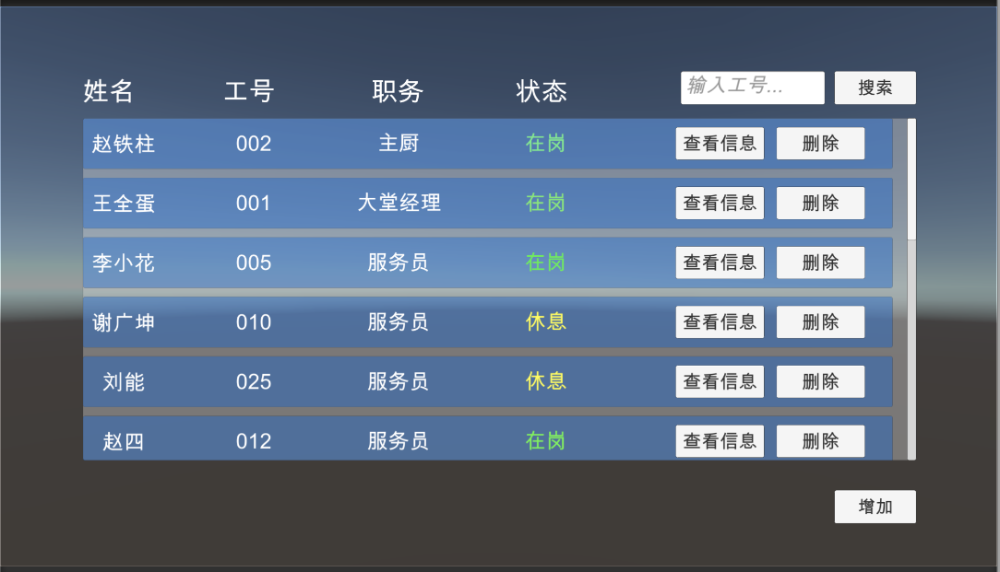 姓名 工号 职务 状态 输入工号... 搜索
赵铁柱 002 主厨 在岗 查看信息 删除
王全蛋 001 大堂经理 在岗 查看信息 删除
李小花 005 服务员 在岗 查看信息 删除
谢广坤 010 服务员 休息 查看信息 删除
刘能 025 服务员 休息 查看信息 删除
赵四 012 服务员 在岗 查看信息 删除
增加